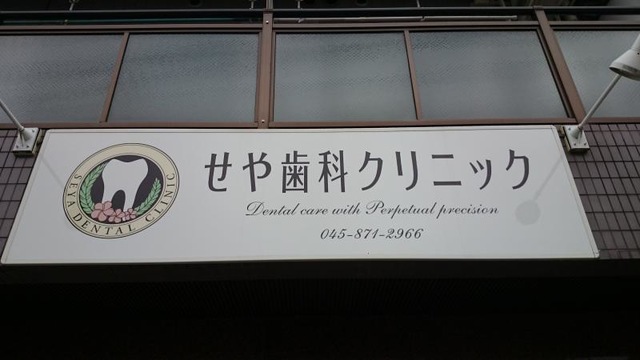 SEYA DENTAL CLINIC
せや歯科クリニック
Dental care with Perpetual precision
045-871-2966